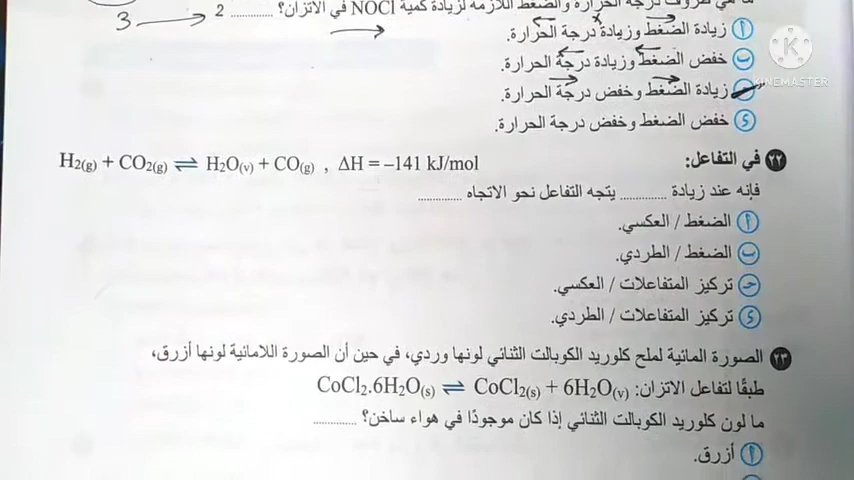 ما هي ظروف درجة الحرارة والضغط اللازمة لزيادة كمية NOCl في الاتزان؟ ............
3 ⟶ 2
أ زيادة الضغط وزيادة درجة الحرارة.
ب خفض الضغط وزيادة درجة الحرارة.
زيادة الضغط وخفض درجة الحرارة.
KINEMASTER
د خفض الضغط وخفض درجة الحرارة.
٢٢ في التفاعل: H2(g) + CO2(g) ⇌ H2O(v) + CO(g) , ΔH = –141 kJ/mol
فإنه عند زيادة ............ يتجه التفاعل نحو الاتجاه ............
أ الضغط / العكسي.
ب الضغط / الطردي.
جـ تركيز المتفاعلات / العكسي.
د تركيز المتفاعلات / الطردي.
٢٣ الصورة المائية لملح كلوريد الكوبالت الثنائي لونها وردي، في حين أن الصورة اللامائية لونها أزرق،
طبقًا لتفاعل الاتزان: CoCl2.6H2O(s) ⇌ CoCl2(s) + 6H2O(v)
ما لون كلوريد الكوبالت الثنائي إذا كان موجودًا في هواء ساخن؟ ............
أ أزرق.